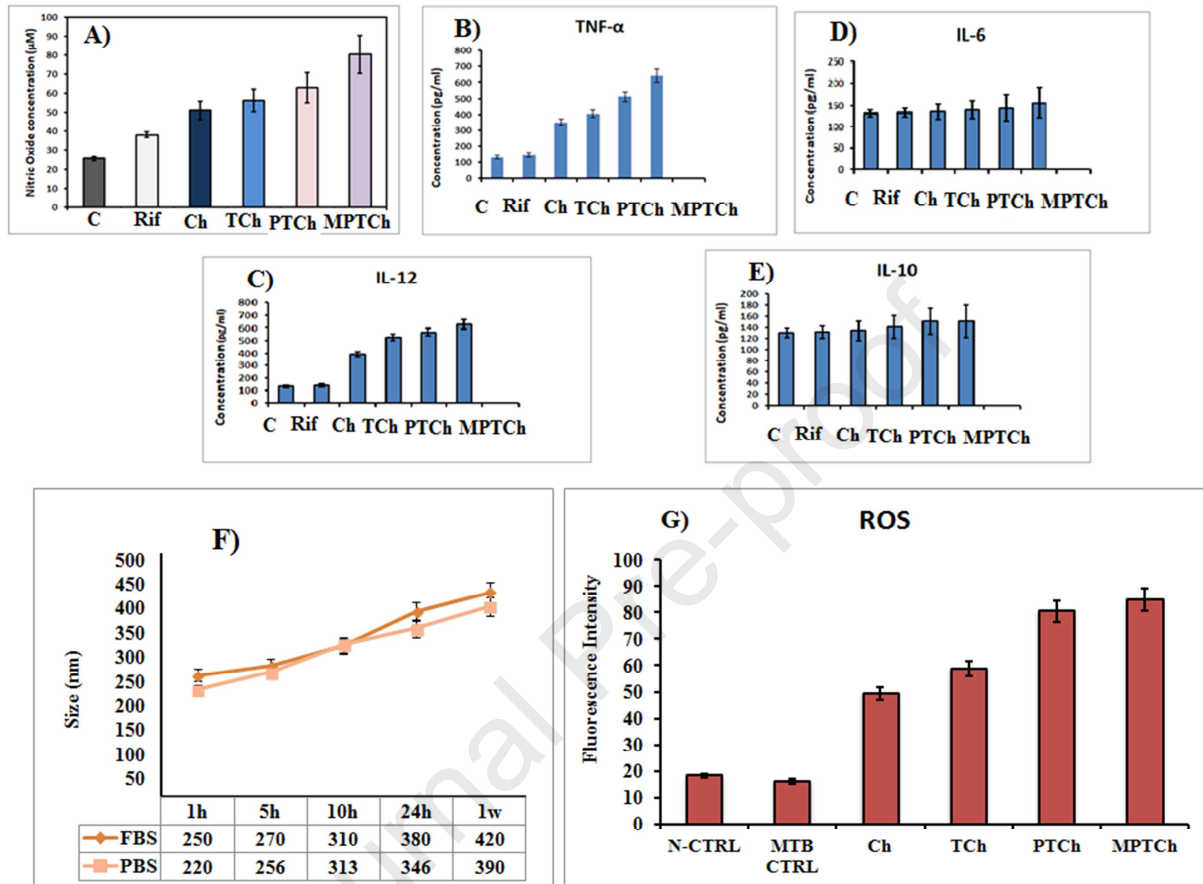 A)
Nitric Oxide concentration (µM)
100
90
80
70
60
50
40
30
20
10
0
C Rif Ch TCh PTCh MPTCh
B)
TNF-α
Concentration (pg/ml)
800
700
600
500
400
300
200
100
0
C Rif Ch TCh PTCh MPTCh
D)
IL-6
Concentration (pg/ml)
250
200
150
100
50
0
C Rif Ch TCh PTCh MPTCh
C)
IL-12
Concentration (pg/ml)
800
700
600
500
400
300
200
100
0
C Rif Ch TCh PTCh MPTCh
E)
IL-10
Concentration (pg/ml)
200
180
160
140
120
100
80
60
40
20
0
C Rif Ch TCh PTCh MPTCh
F)
Size (nm)
500
450
400
350
300
250
200
150
100
50
1h 5h 10h 24h 1w
FBS 250 270 310 380 420
PBS 220 256 313 346 390
G)
ROS
Fluorescence Intensity
100
90
80
70
60
50
40
30
20
10
0
N-CTRL MTB CTRL Ch TCh PTCh MPTCh
rnal Pre-proof